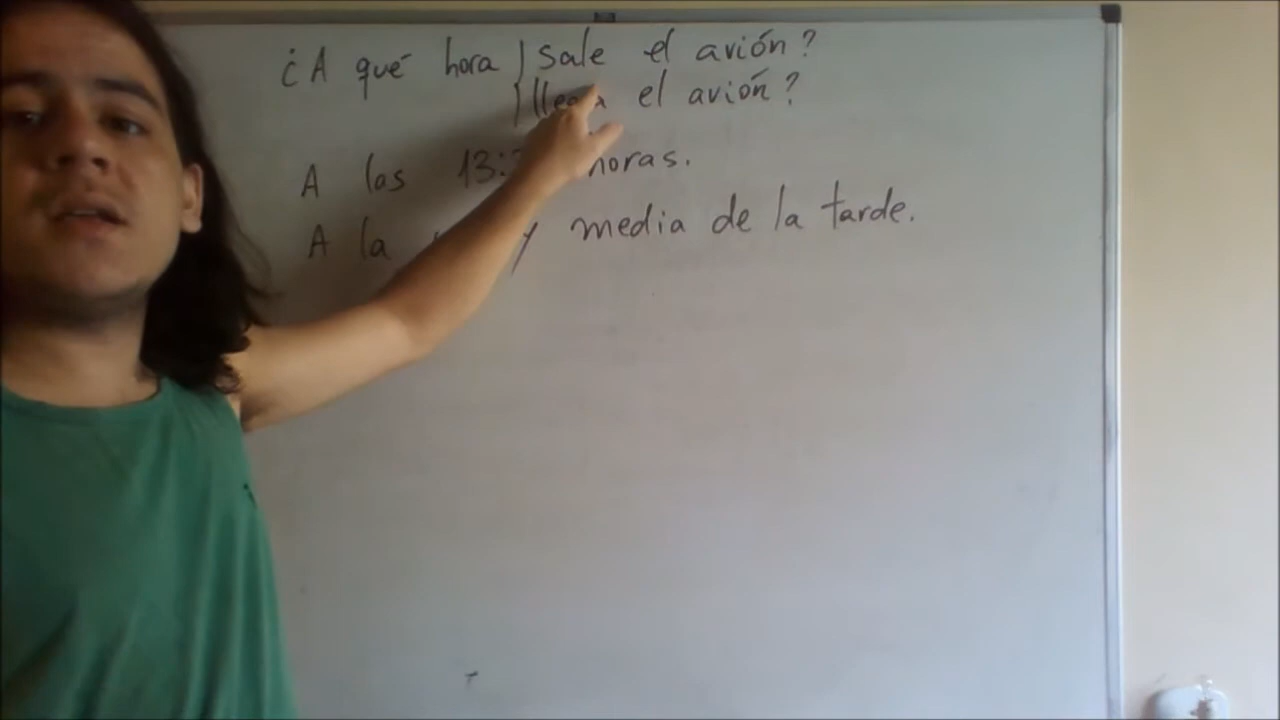 ¿A qué hora sale el avión?
llega el avión?
A las 13: horas.
A la y media de la tarde.